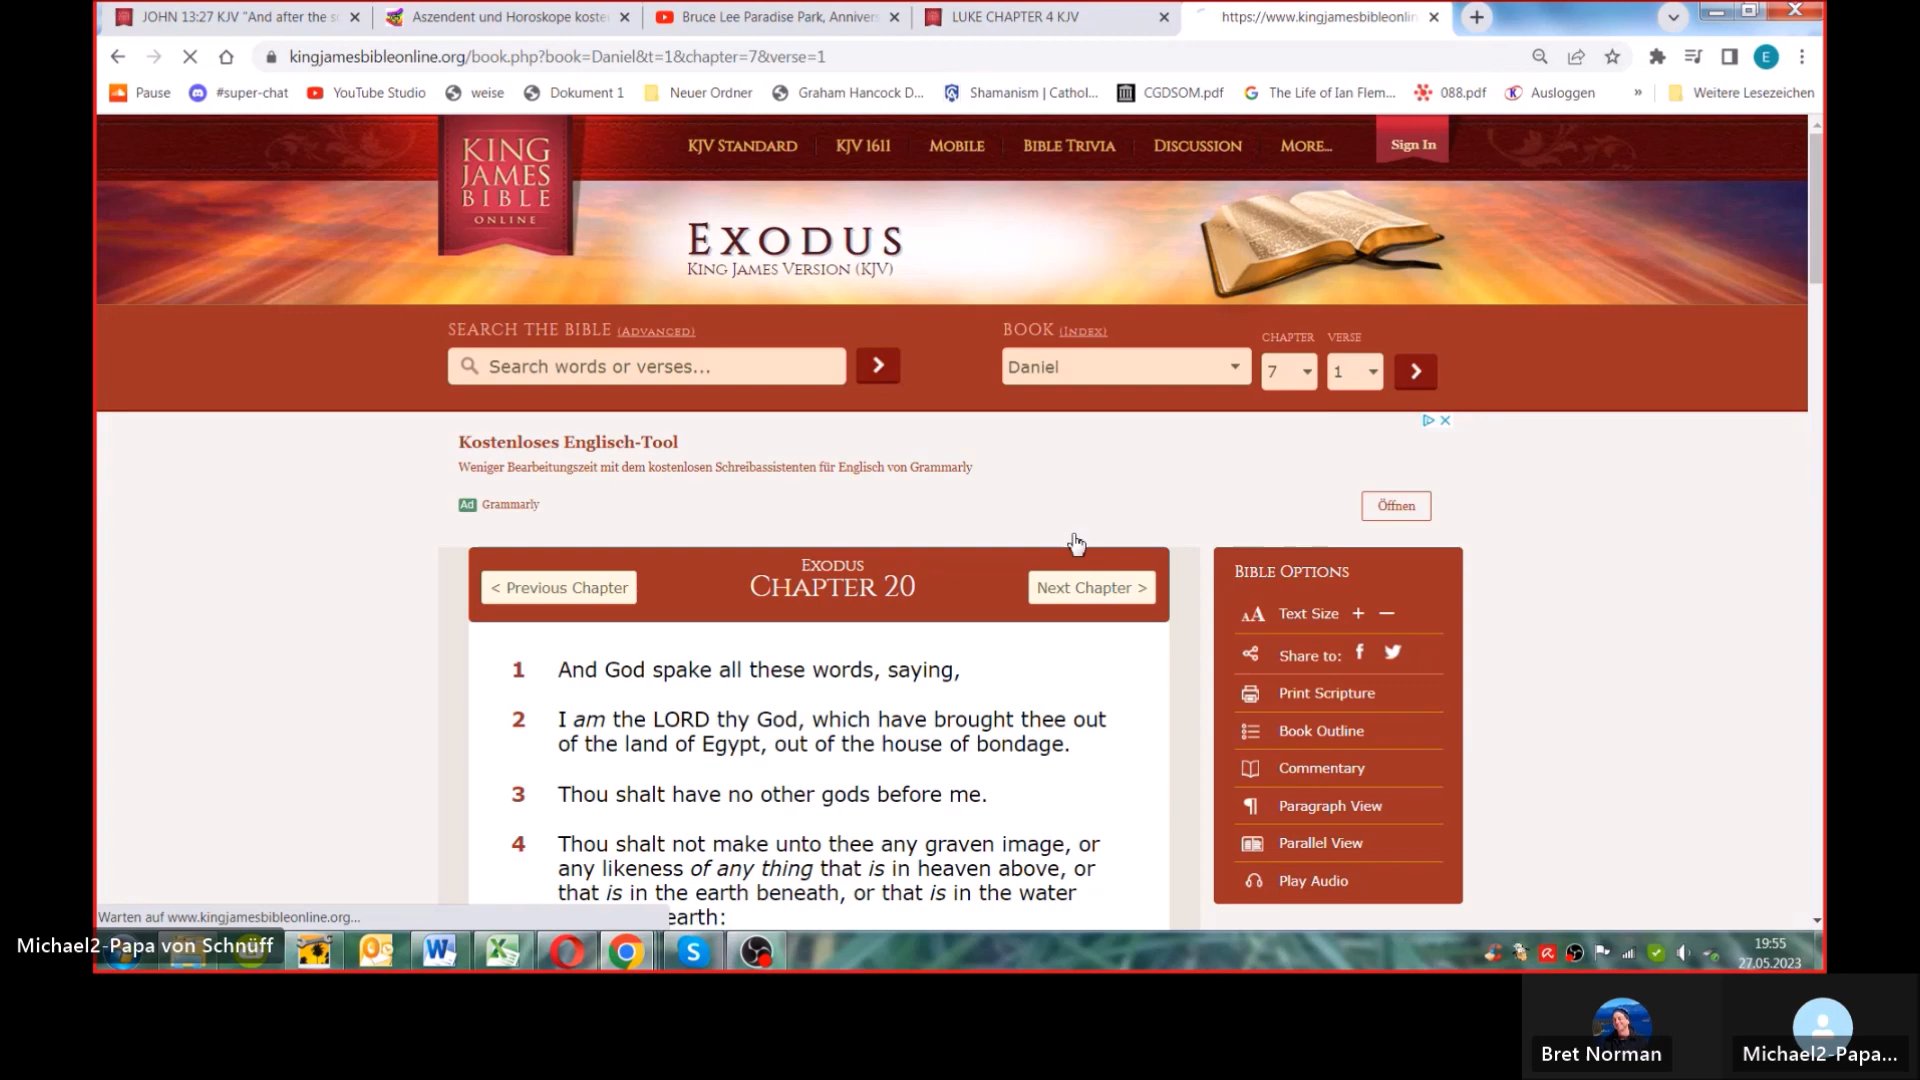 JOHN 13:27 KJV "And after the so
Aszendent und Horoskope koste
Bruce Lee Paradise Park, Annivers
LUKE CHAPTER 4 KJV
https://www.kingjamesbibleonlin
kingjamesbibleonline.org/book.php?book=Daniel&t=1&chapter=7&verse=1
E
Pause
#super-chat
YouTube Studio
weise
Dokument 1
Neuer Ordner
Graham Hancock D...
Shamanism | Cathol...
CGDSOM.pdf
The Life of Ian Flem...
088.pdf
Ausloggen
»
Weitere Lesezeichen
KING
JAMES
BIBLE
ONLINE
KJV STANDARD
KJV 1611
MOBILE
BIBLE TRIVIA
DISCUSSION
MORE...
Sign In
EXODUS
KING JAMES VERSION (KJV)
SEARCH THE BIBLE (ADVANCED)
BOOK (INDEX)
CHAPTER
VERSE
Search words or verses...
Daniel
7
1
Kostenloses Englisch-Tool
Weniger Bearbeitungszeit mit dem kostenlosen Schreibassistenten für Englisch von Grammarly
Ad Grammarly
Öffnen
EXODUS
< Previous Chapter
CHAPTER 20
Next Chapter >
1 And God spake all these words, saying,
2 I am the LORD thy God, which have brought thee out
of the land of Egypt, out of the house of bondage.
3 Thou shalt have no other gods before me.
4 Thou shalt not make unto thee any graven image, or
any likeness of any thing that is in heaven above, or
that is in the earth beneath, or that is in the water
earth:
BIBLE OPTIONS
AA Text Size + −
Share to:
Print Scripture
Book Outline
Commentary
Paragraph View
Parallel View
Play Audio
Warten auf www.kingjamesbibleonline.org...
Michael2-Papa von Schnüff
19:55
27.05.2023
Bret Norman
Michael2-Papa...